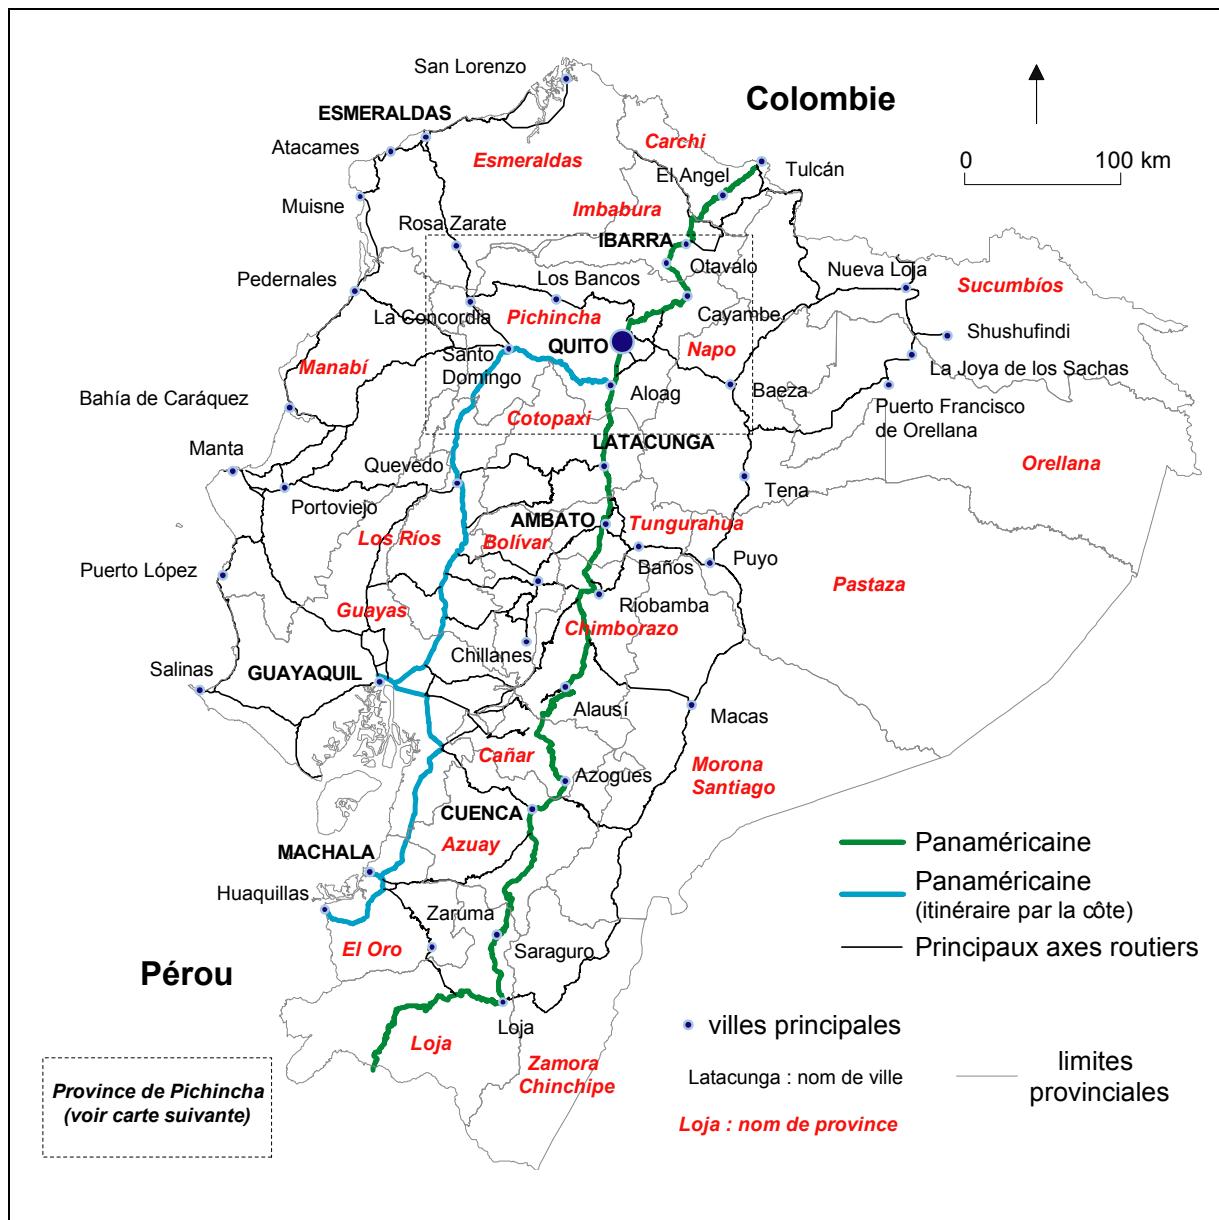 San Lorenzo
Colombie
ESMERALDAS
Carchi
Atacames
Esmeraldas
El Angel
Tulcán
0 100 km
Muisne
Imbabura
Rosa Zarate
IBARRA
Otavalo
Nueva Loja
Pedernales
Los Bancos
Sucumbíos
La Concordia
Pichincha
Cayambe
Shushufindi
QUITO
Napo
Manabí
Santo
Domingo
La Joya de los Sachas
Aloag
Baeza
Bahía de Caráquez
Cotopaxi
Puerto Francisco
de Orellana
Manta
LATACUNGA
Quevedo
Orellana
Portoviejo
Tena
Los Ríos
AMBATO
Bolívar
Tungurahua
Puerto López
Baños
Puyo
Pastaza
Guayas
Riobamba
Chimborazo
Chillanes
Salinas
GUAYAQUIL
Alausí
Macas
Cañar
Azogues
Morona
Santiago
CUENCA
Azuay
Panaméricaine
MACHALA
Huaquillas
Panaméricaine
(itinéraire par la côte)
Zaruma
El Oro
Saraguro
Principaux axes routiers
Pérou
Loja
villes principales
Loja
Zamora
Chinchipe
Latacunga : nom de ville
limites
provinciales
Province de Pichincha
(voir carte suivante)
Loja : nom de province